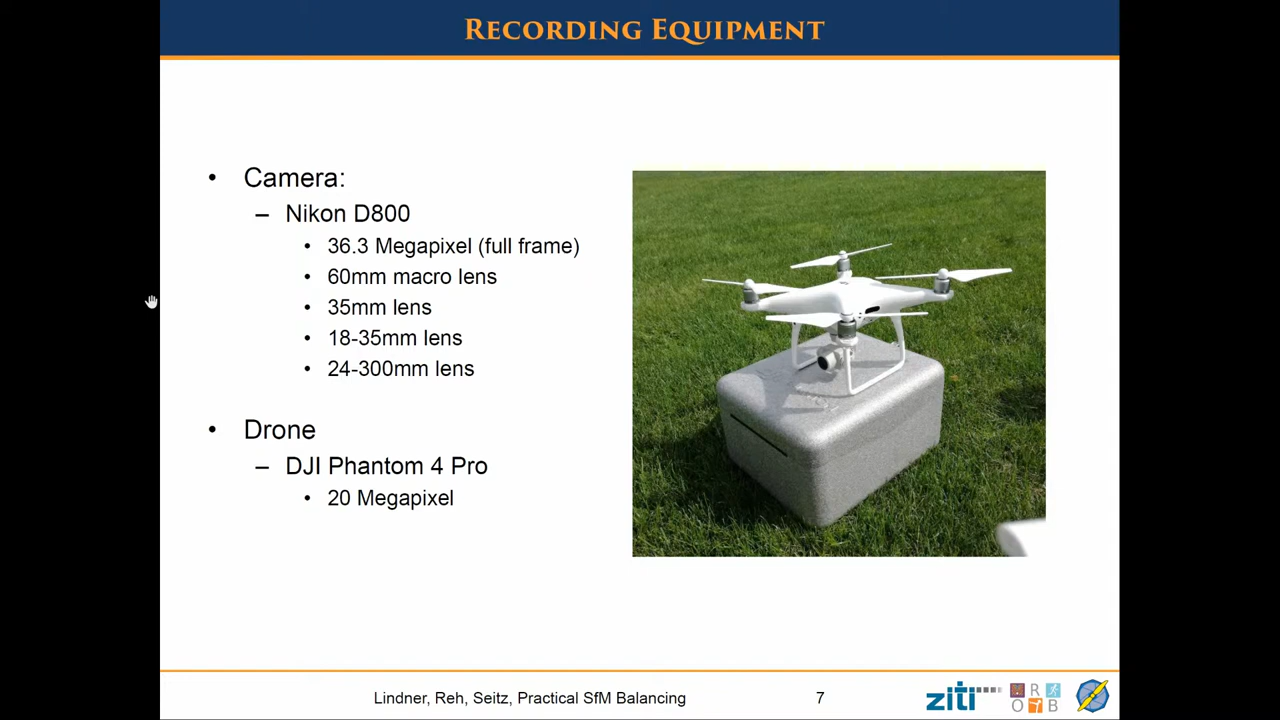 RECORDING EQUIPMENT
• Camera:
– Nikon D800
• 36.3 Megapixel (full frame)
• 60mm macro lens
• 35mm lens
• 18-35mm lens
• 24-300mm lens
• Drone
– DJI Phantom 4 Pro
• 20 Megapixel
Lindner, Reh, Seitz, Practical SfM Balancing
7
ziti
R
O B